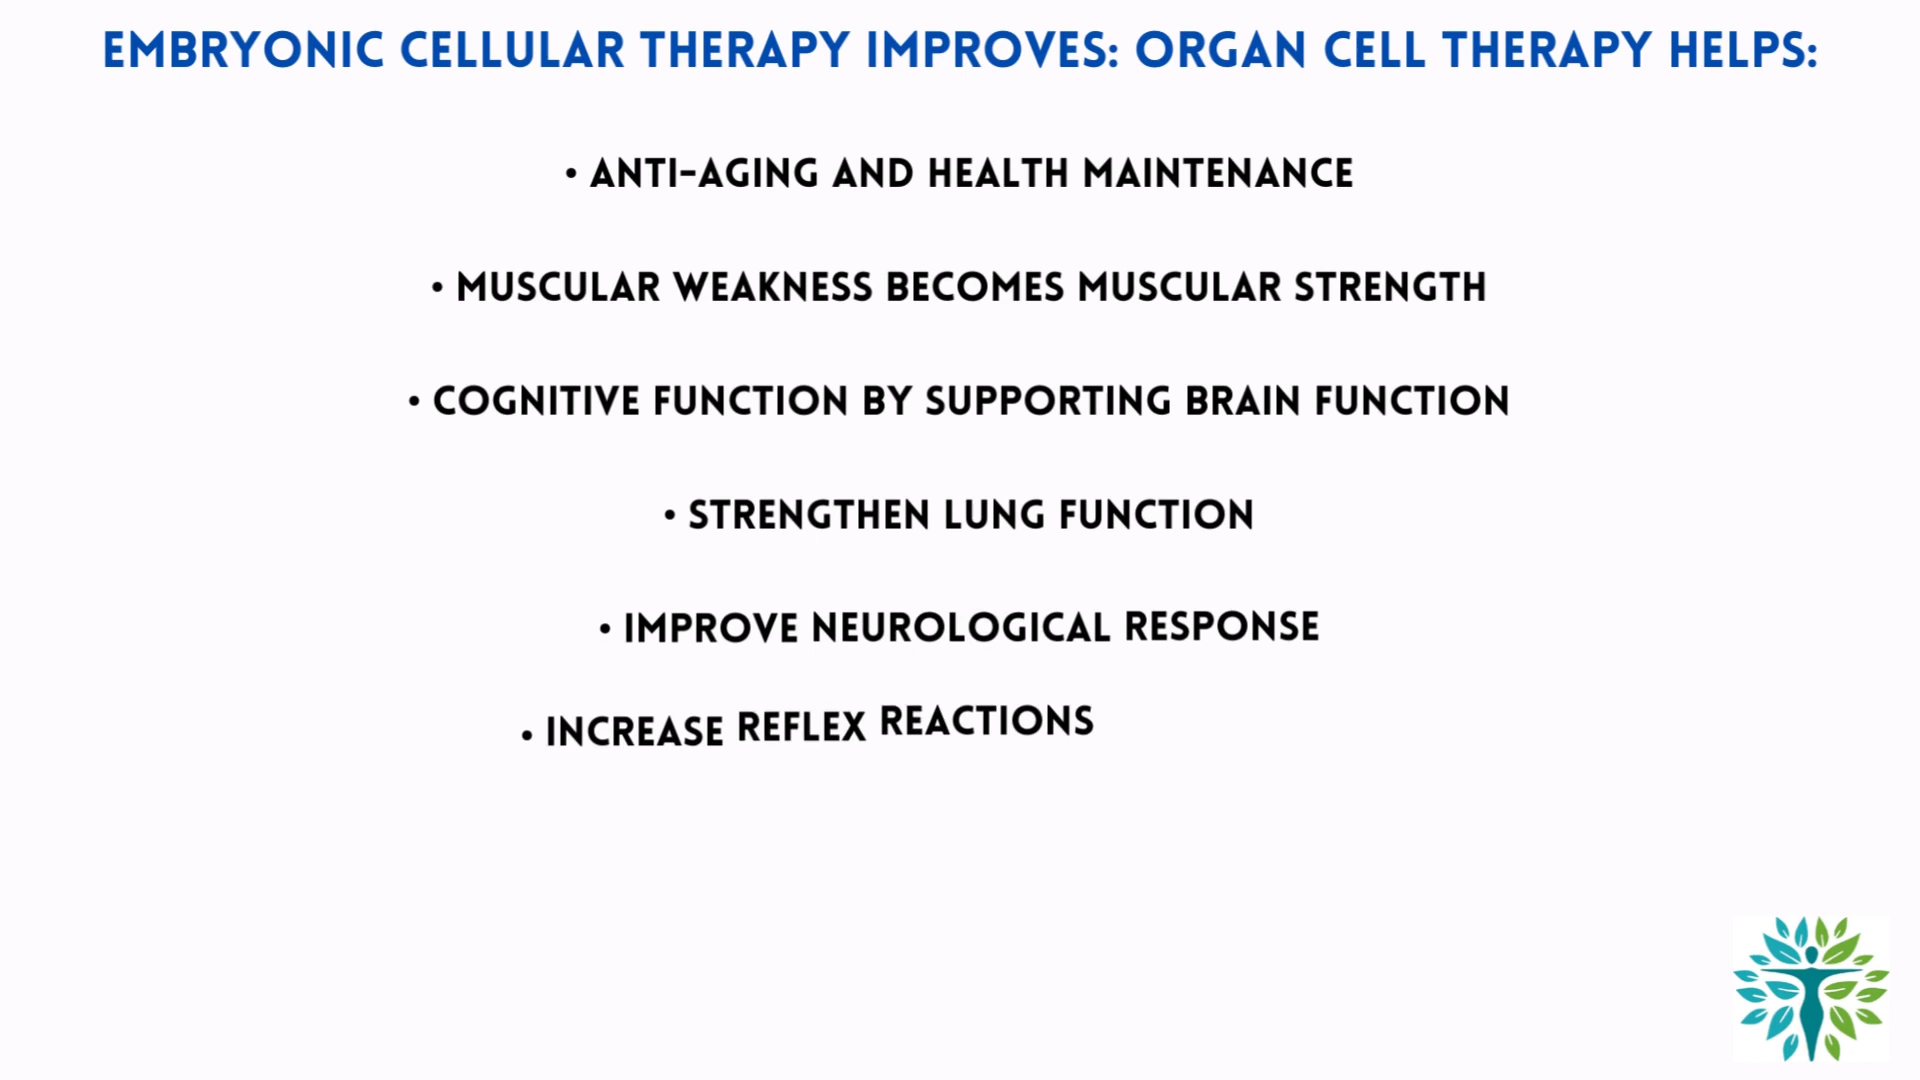 EMBRYONIC CELLULAR THERAPY IMPROVES: ORGAN CELL THERAPY HELPS:
• ANTI-AGING AND HEALTH MAINTENANCE
• MUSCULAR WEAKNESS BECOMES MUSCULAR STRENGTH
• COGNITIVE FUNCTION BY SUPPORTING BRAIN FUNCTION
• STRENGTHEN LUNG FUNCTION
• IMPROVE NEUROLOGICAL RESPONSE
• INCREASE REFLEX REACTIONS